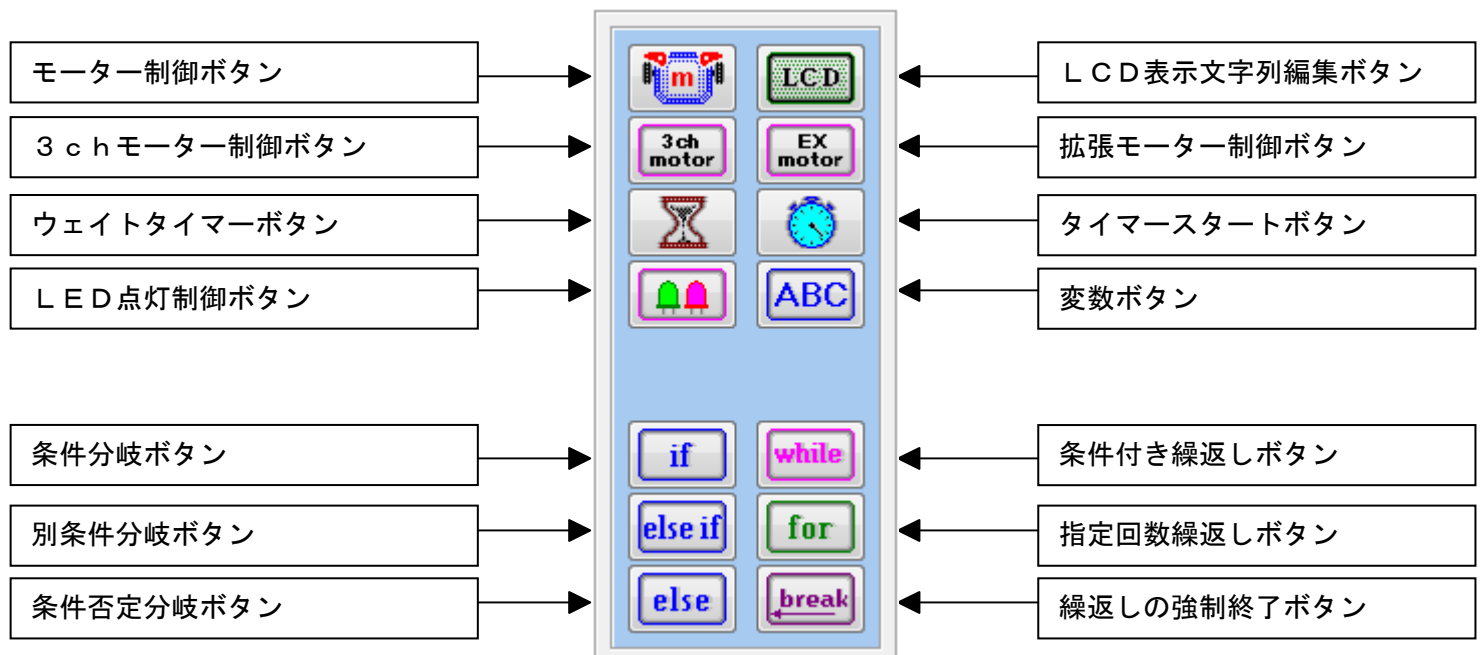 モーター制御ボタン
m
LCD
ＬＣＤ表示文字列編集ボタン
３ｃｈモーター制御ボタン
3ch
motor
EX
motor
拡張モーター制御ボタン
ウェイトタイマーボタン
タイマースタートボタン
ＬＥＤ点灯制御ボタン
ABC
変数ボタン
条件分岐ボタン
if
while
条件付き繰返しボタン
別条件分岐ボタン
else if
for
指定回数繰返しボタン
条件否定分岐ボタン
else
break
繰返しの強制終了ボタン